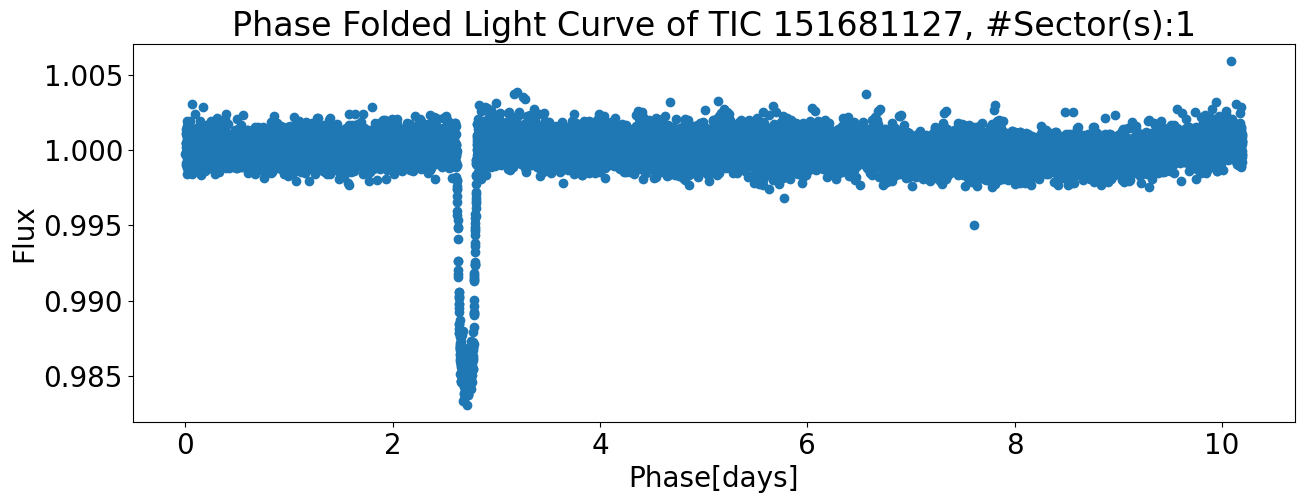 Phase Folded Light Curve of TIC 151681127, #Sector(s):1
1.005
1.000
0.995
0.990
0.985
Flux
0 2 4 6 8 10
Phase[days]